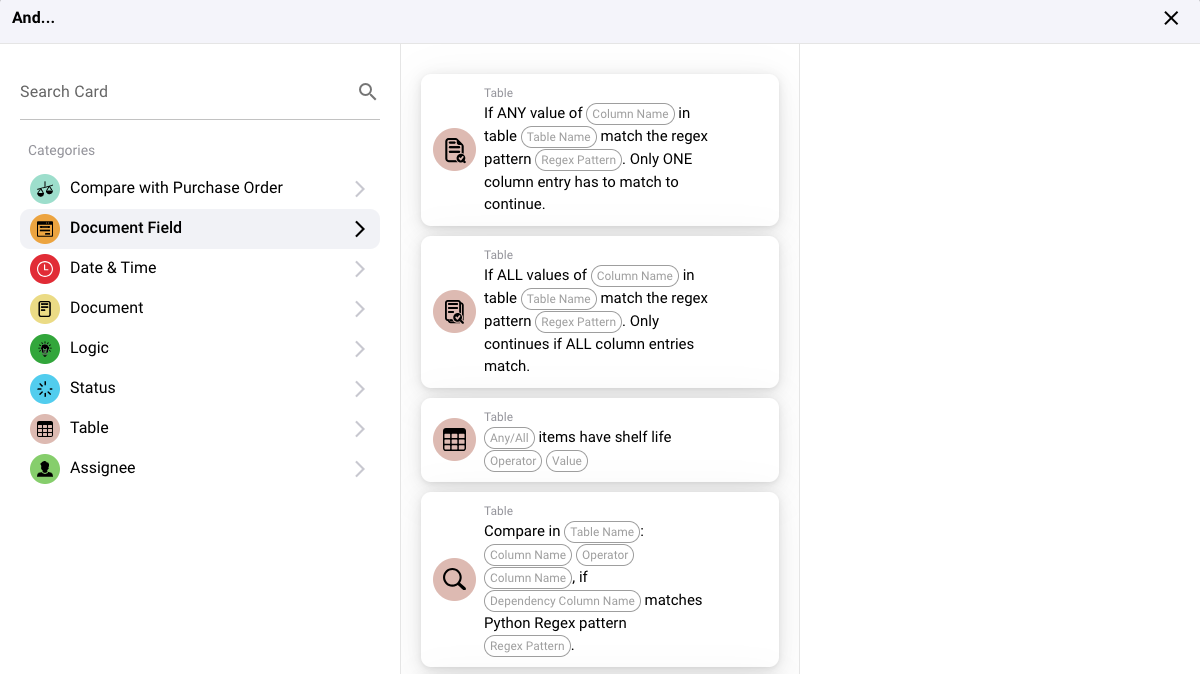 And...
Search Card
Categories
Compare with Purchase Order
Document Field
Date & Time
Document
Logic
Status
Table
Assignee
Table
If ANY value of Column Name in
table Table Name match the regex
pattern Regex Pattern. Only ONE
column entry has to match to
continue.
Table
If ALL values of Column Name in
table Table Name match the regex
pattern Regex Pattern. Only
continues if ALL column entries
match.
Table
Any/All items have shelf life
Operator Value
Table
Compare in Table Name:
Column Name Operator
Column Name, if
Dependency Column Name matches
Python Regex pattern
Regex Pattern.